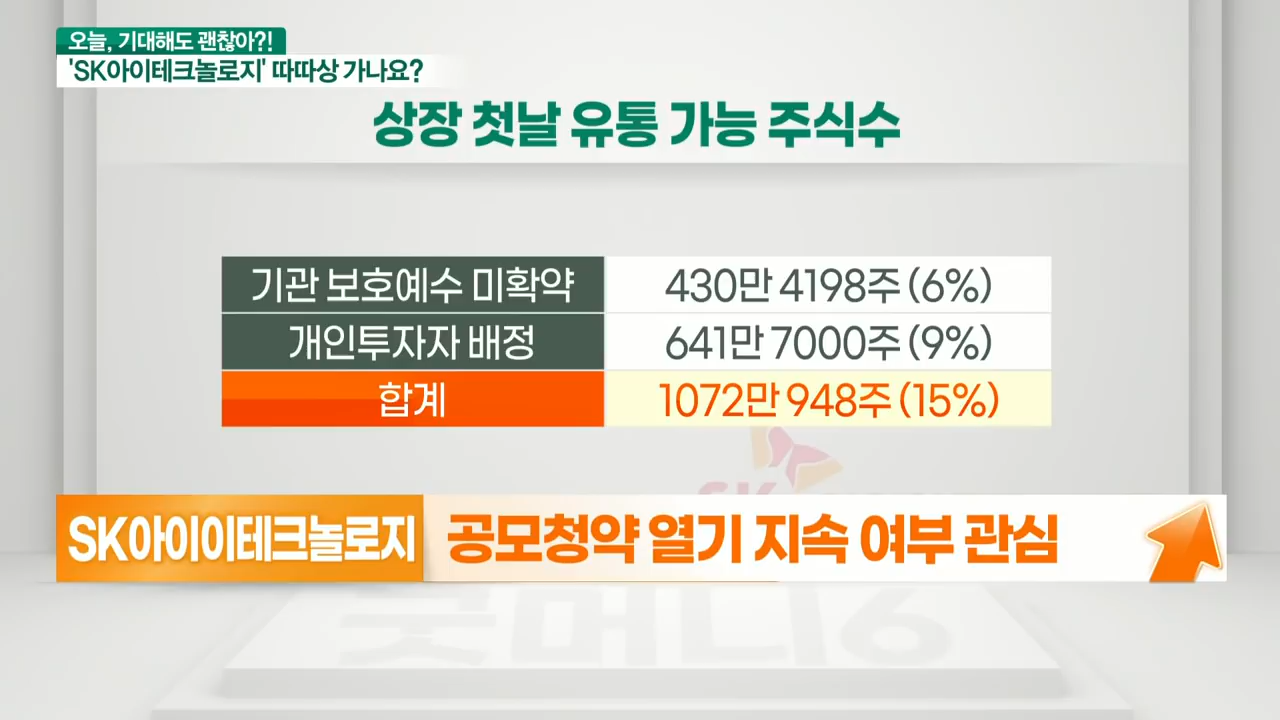 오늘, 기대해도 괜찮아?!
'SK아이테크놀로지' 따따상 가나요?
상장 첫날 유통 가능 주식수
기관 보호예수 미확약 430만 4198주 (6%)
개인투자자 배정 641만 7000주 (9%)
합계 1072만 948주 (15%)
SK
SK아이이테크놀로지 공모청약 열기 지속 여부 관심
굿머니6